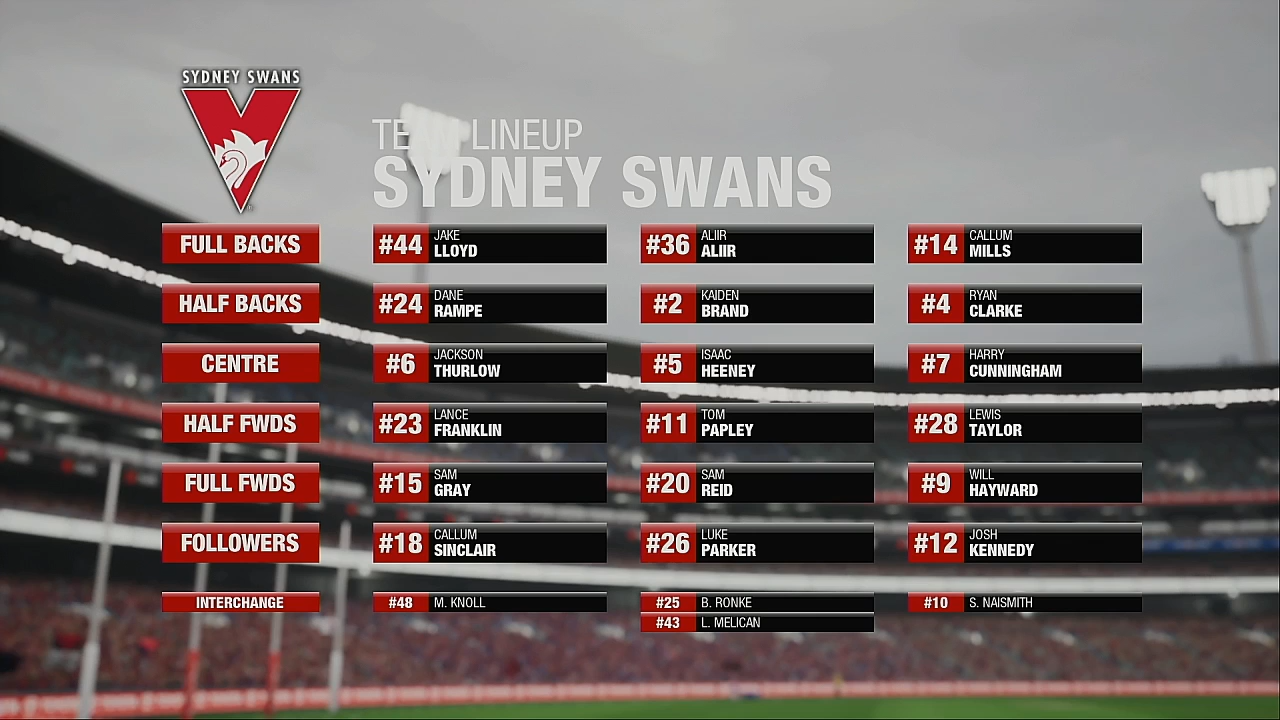 SYDNEY SWANS
TEAM LINEUP
SYDNEY SWANS
FULL BACKS #44 JAKE LLOYD #36 ALIIR ALIIR #14 CALLUM MILLS
HALF BACKS #24 DANE RAMPE #2 KAIDEN BRAND #4 RYAN CLARKE
CENTRE #6 JACKSON THURLOW #5 ISAAC HEENEY #7 HARRY CUNNINGHAM
HALF FWDS #23 LANCE FRANKLIN #11 TOM PAPLEY #28 LEWIS TAYLOR
FULL FWDS #15 SAM GRAY #20 SAM REID #9 WILL HAYWARD
FOLLOWERS #18 CALLUM SINCLAIR #26 LUKE PARKER #12 JOSH KENNEDY
INTERCHANGE #48 M. KNOLL #25 B. RONKE #10 S. NAISMITH
#43 L. MELICAN